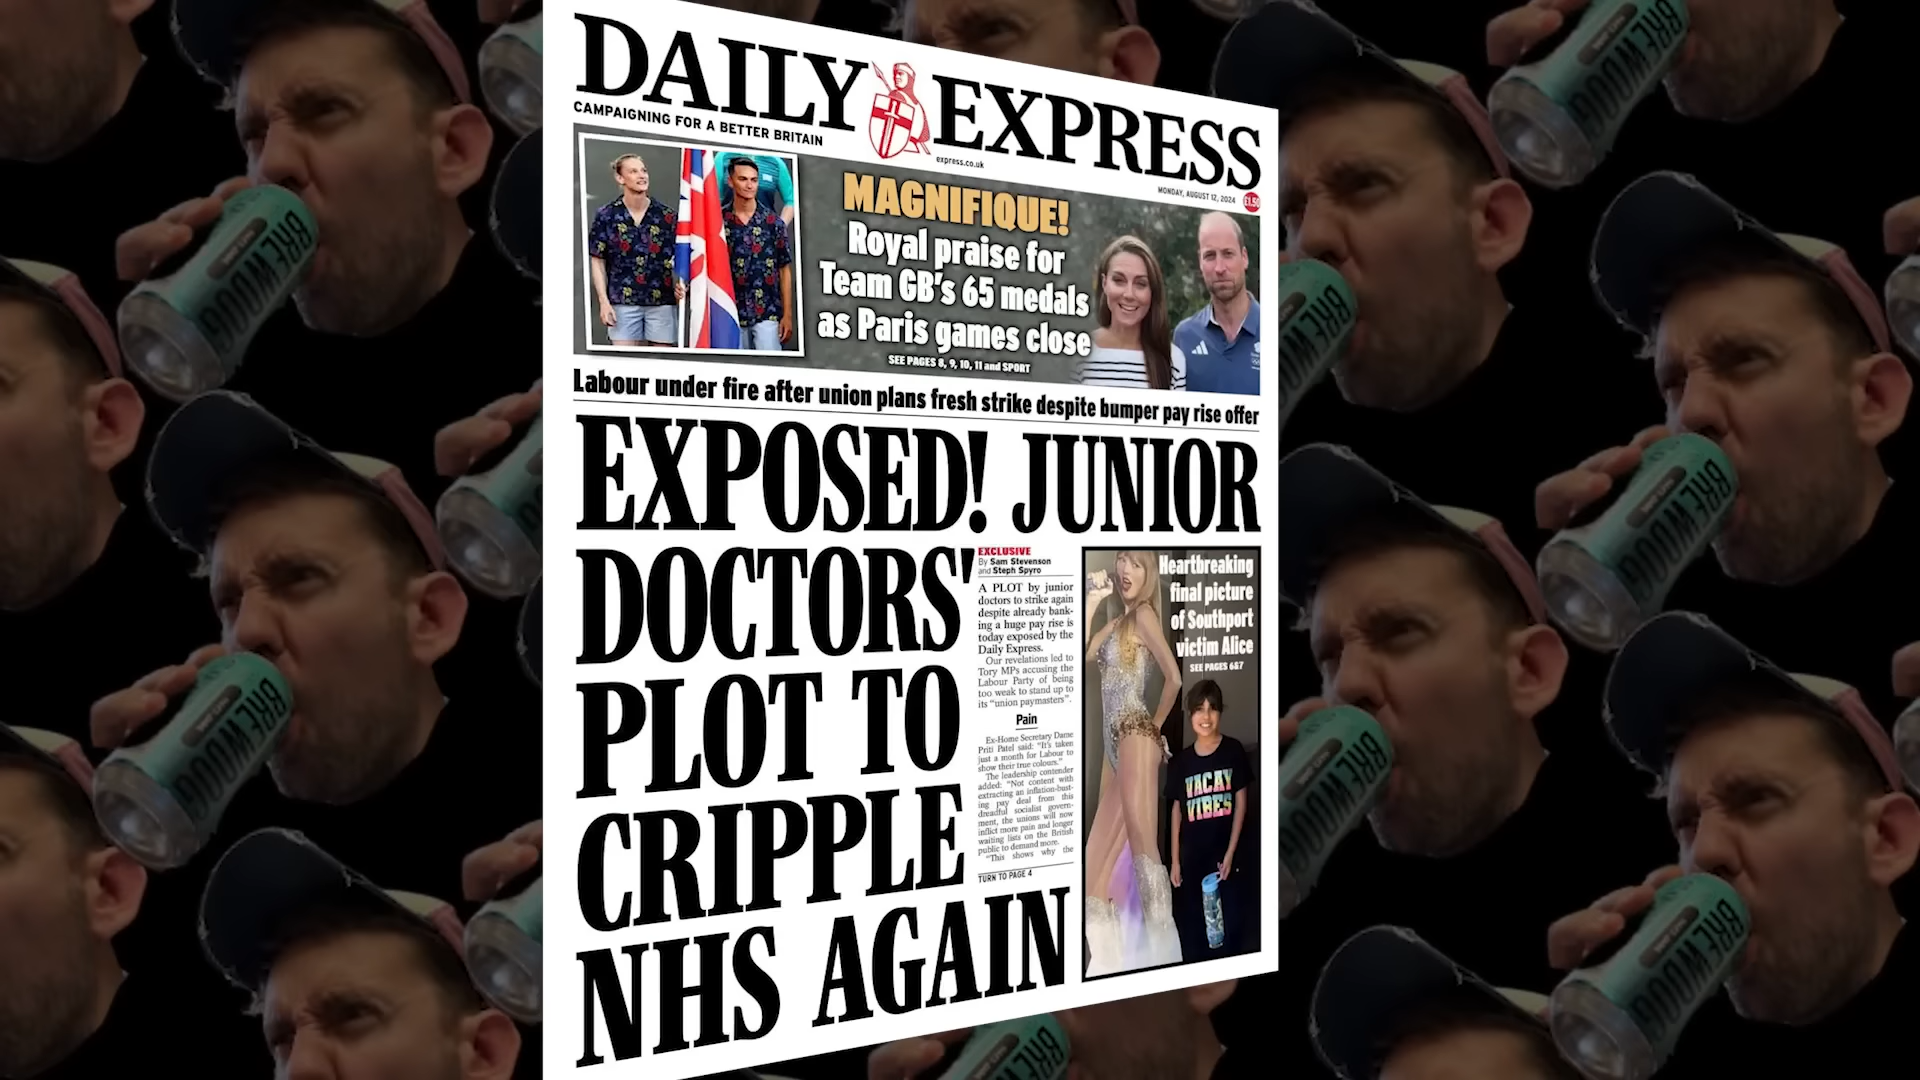 DAILY EXPRESS
CAMPAIGNING FOR A BETTER BRITAIN
express.co.uk
MONDAY, AUGUST 12, 2024
£1.50
MAGNIFIQUE!
Royal praise for
Team GB's 65 medals
as Paris games close
SEE PAGES 8, 9, 10, 11 and SPORT
Labour under fire after union plans fresh strike despite bumper pay rise offer
EXPOSED! JUNIOR
DOCTORS'
PLOT TO
CRIPPLE
NHS AGAIN
EXCLUSIVE
By Sam Stevenson
and Steph Spyro
A PLOT by junior
doctors to strike again
despite already bank-
ing a huge pay rise is
today exposed by the
Daily Express.
Our revelations led to
Tory MPs accusing the
Labour Party of being
too weak to stand up to
its "union paymasters".
Pain
Ex-Home Secretary Dame
Priti Patel said: "It's taken
just a month for Labour to
show their true colours."
The leadership contender
added: "Not content with
extracting an inflation-bust-
ing pay deal from this
dreadful socialist govern-
ment, the unions will now
inflict more pain and longer
waiting lists on the British
public to demand more.
"This shows why the
TURN TO PAGE 4
Heartbreaking
final picture
of Southport
victim Alice
SEE PAGES 6&7
VACAY
VIBES
BREWDOG
BREWDOG
BREWDOG
BREWDOG
BREWDOG
BREWDOG
BREWDOG